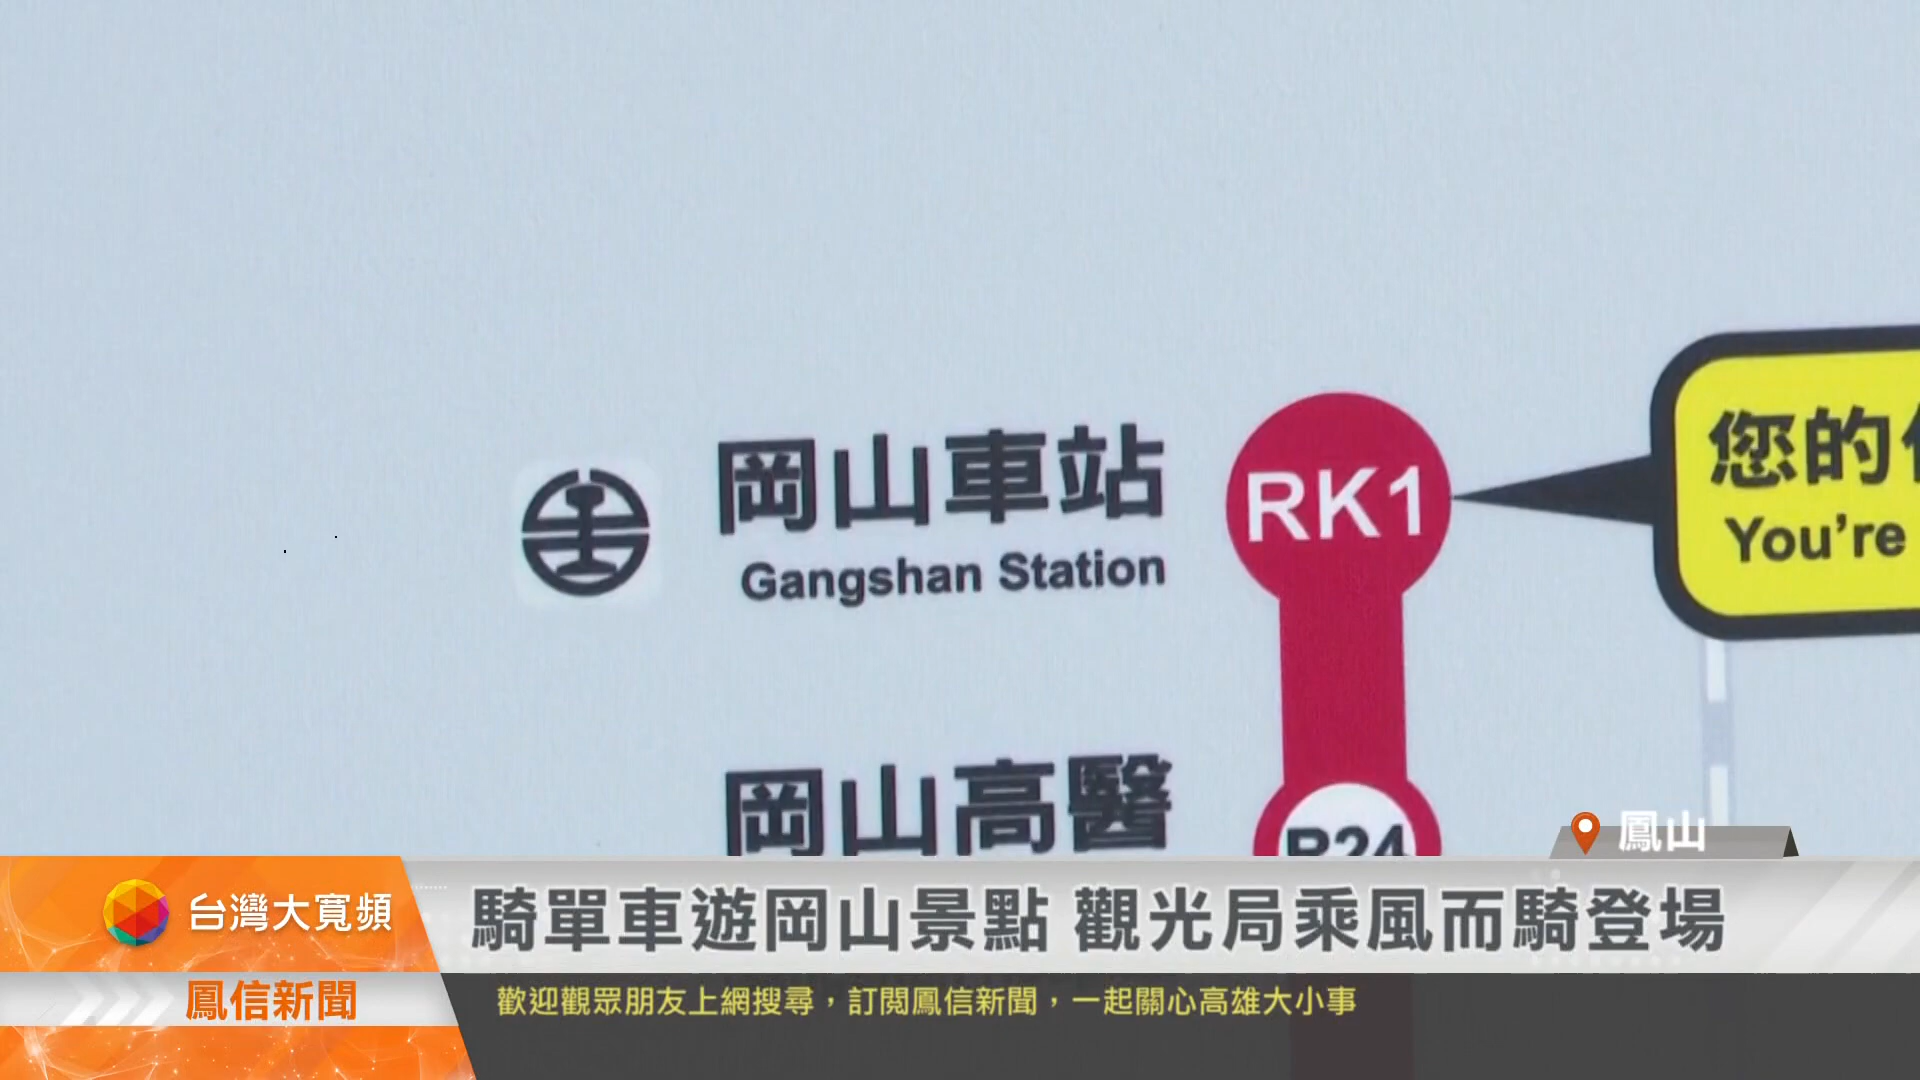 岡山車站
Gangshan Station
RK1
您的
You're
岡山高醫
R24
鳳山
台灣大寬頻
騎單車遊岡山景點 觀光局乘風而騎登場
鳳信新聞
歡迎觀眾朋友上網搜尋，訂閱鳳信新聞，一起關心高雄大小事